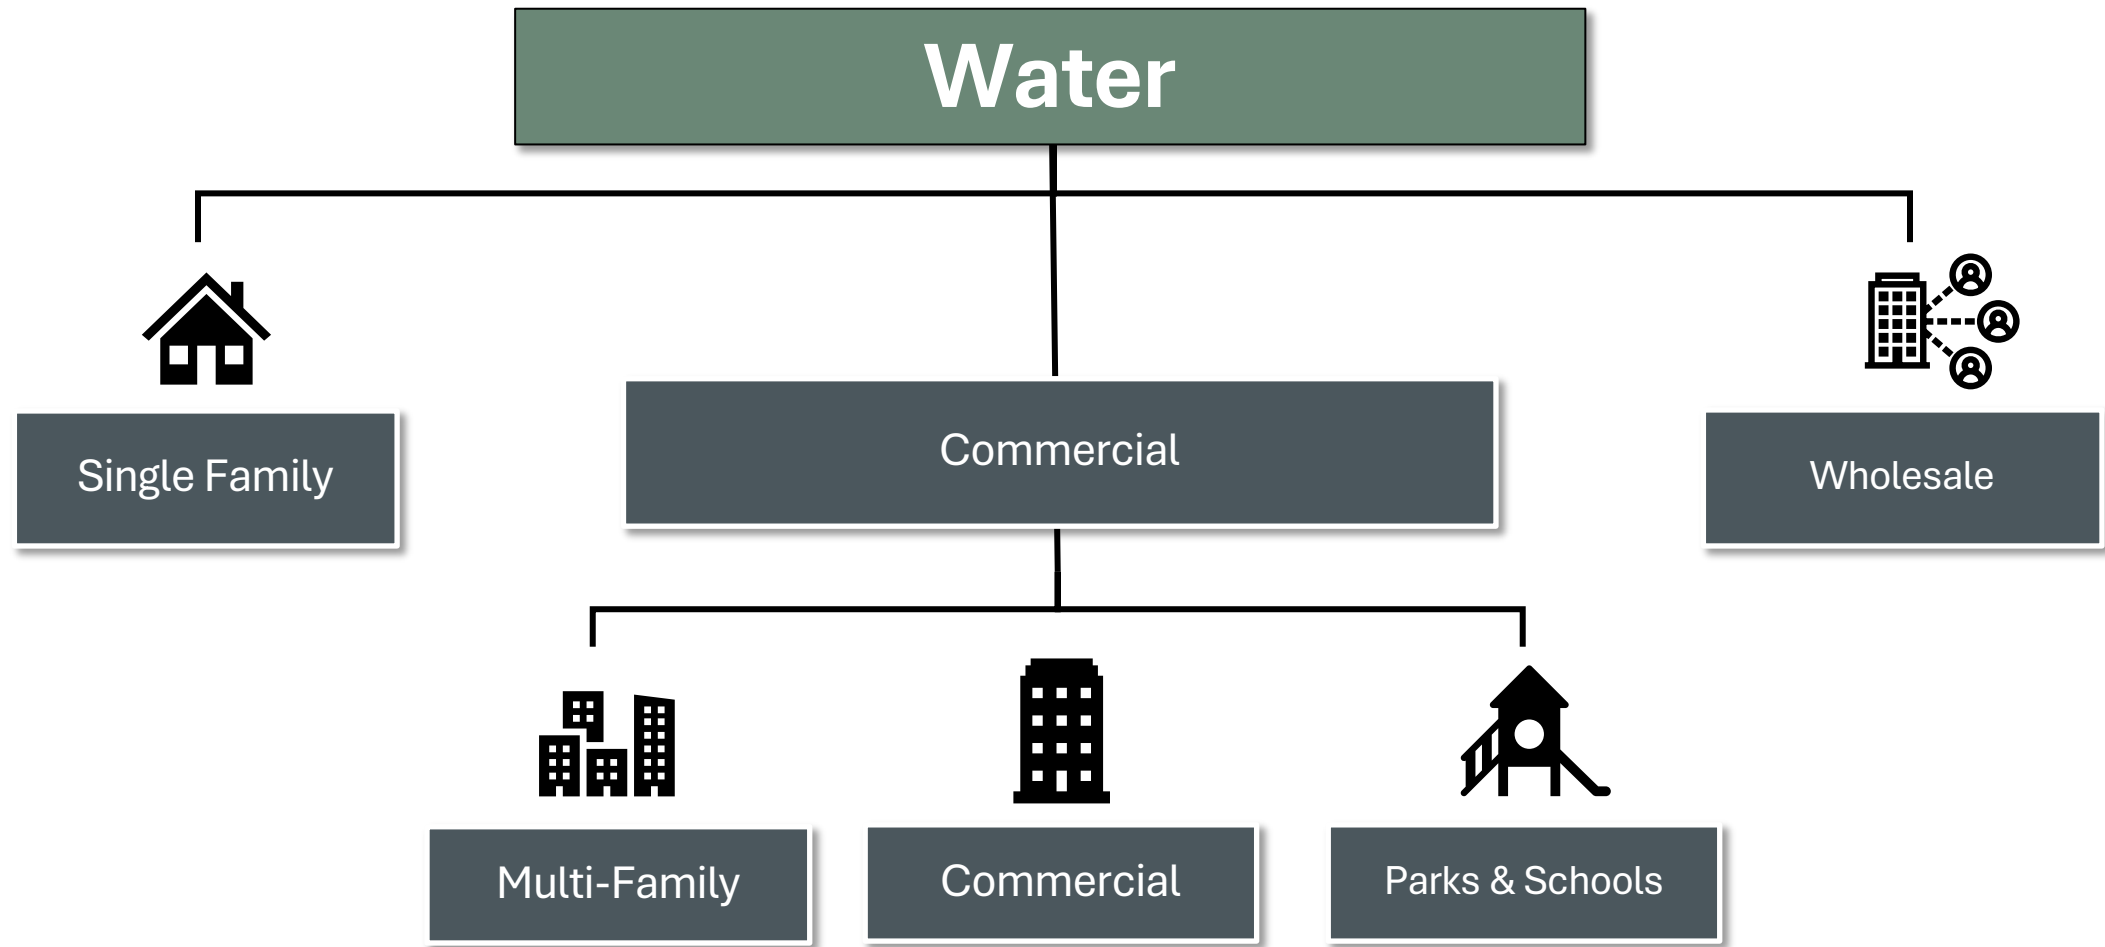 Water
Single Family
Commercial
Wholesale
Multi-Family
Commercial
Parks & Schools